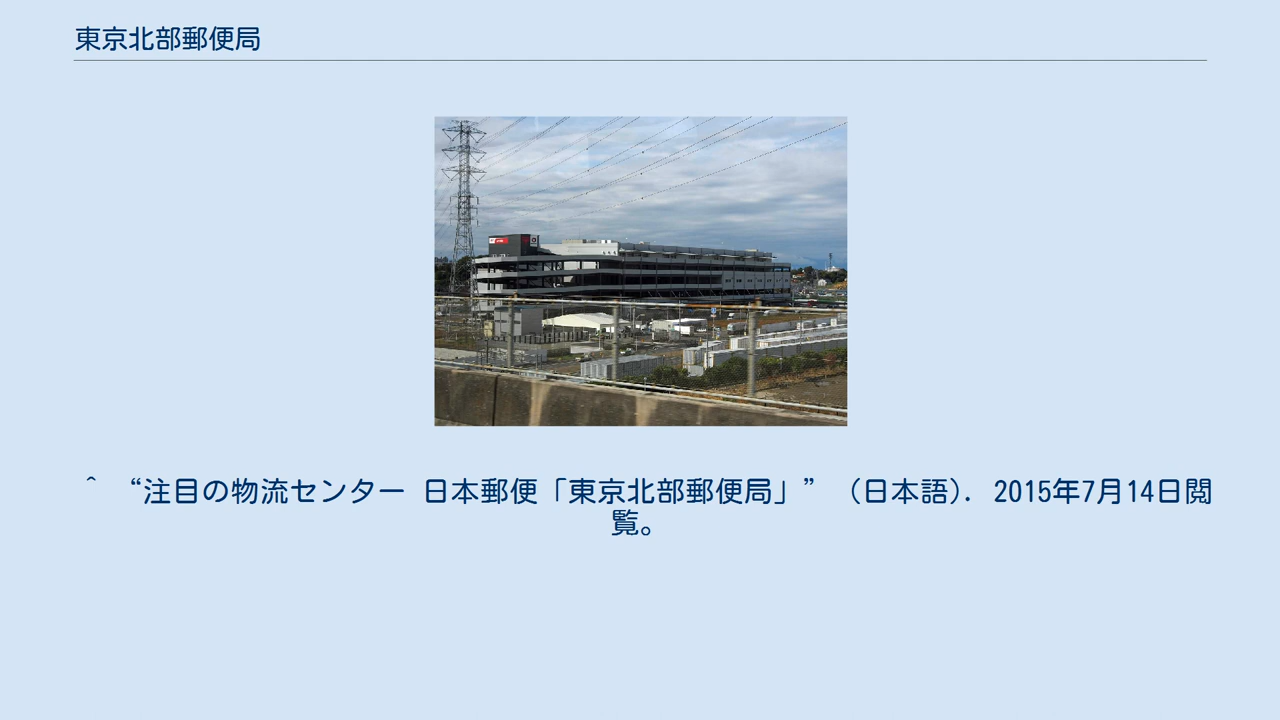 東京北部郵便局
^ “注目の物流センター 日本郵便「東京北部郵便局」” (日本語). 2015年7月14日閲
覧。